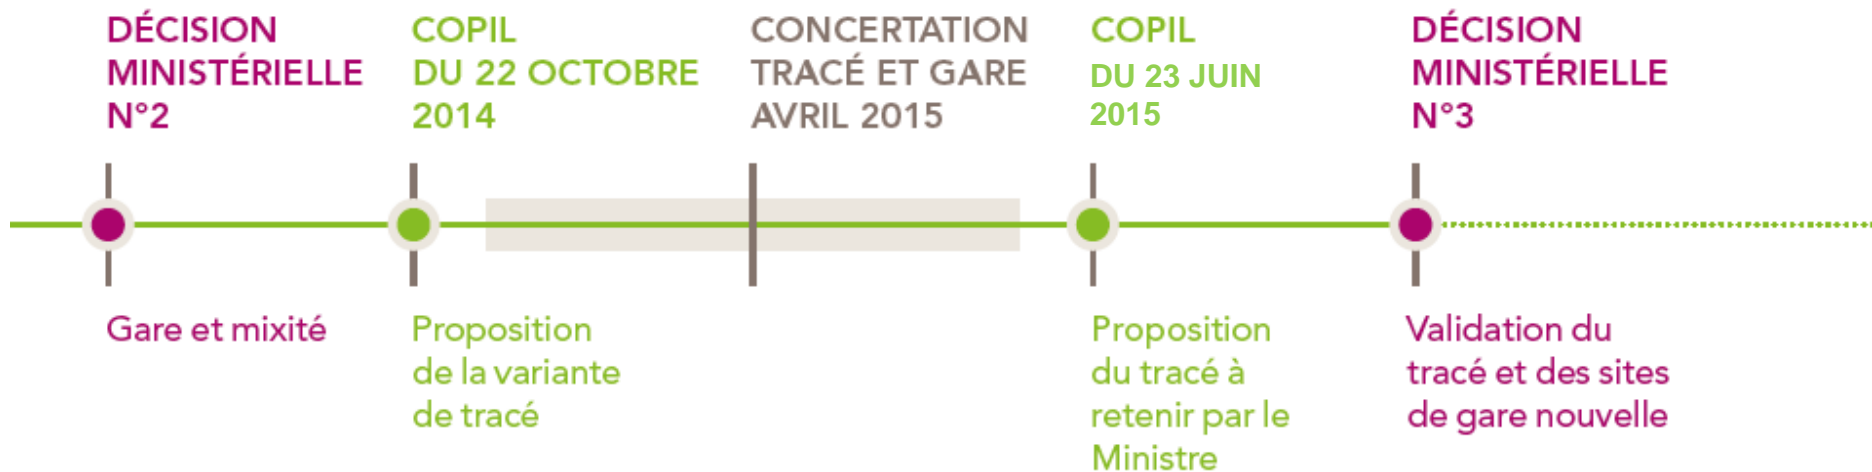 DÉCISION
MINISTÉRIELLE
N°2
COPIL
DU 22 OCTOBRE
2014
CONCERTATION
TRACÉ ET GARE
AVRIL 2015
COPIL
DU 23 JUIN
2015
DÉCISION
MINISTÉRIELLE
N°3
Gare et mixité
Proposition
de la variante
de tracé
Proposition
du tracé à
retenir par le
Ministre
Validation du
tracé et des sites
de gare nouvelle